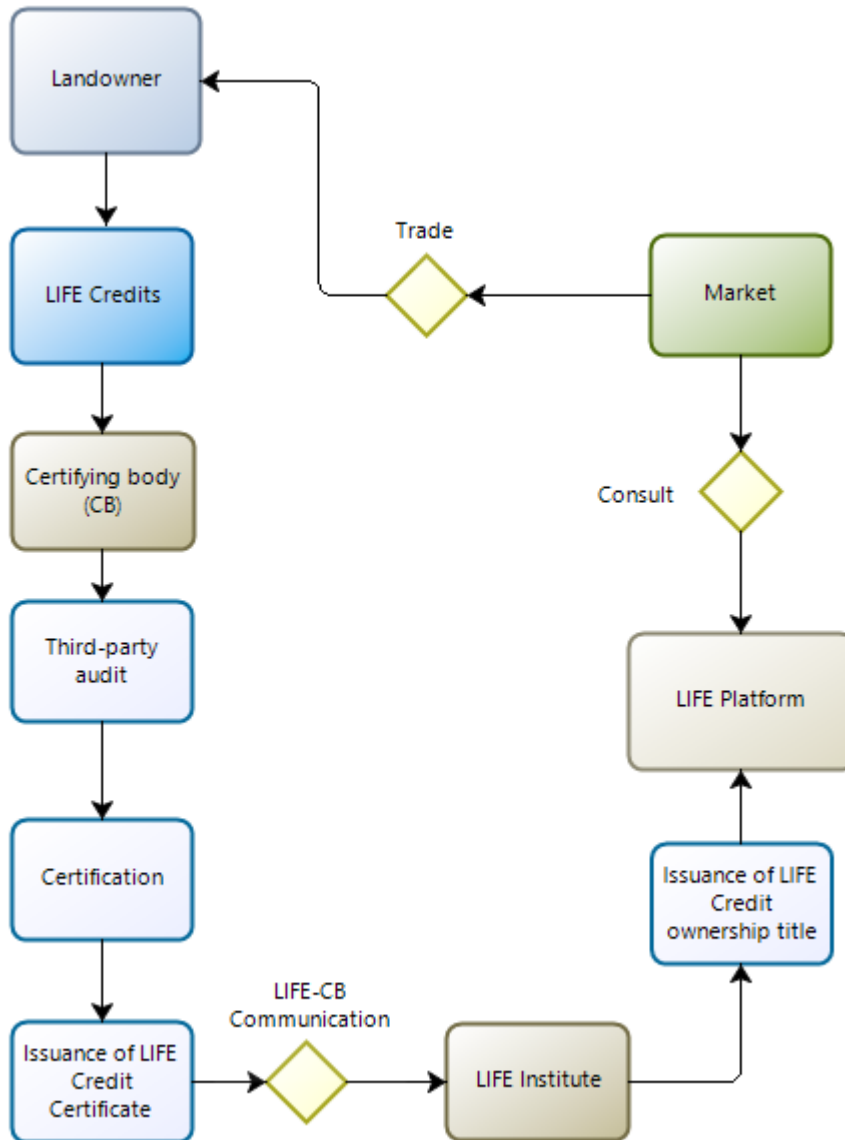 Landowner
Trade
LIFE Credits
Market
Certifying body
(CB)
Consult
Third-party
audit
LIFE Platform
Certification
Issuance of LIFE
Credit
ownership title
LIFE-CB
Communication
Issuance of LIFE
Credit
Certificate
LIFE Institute